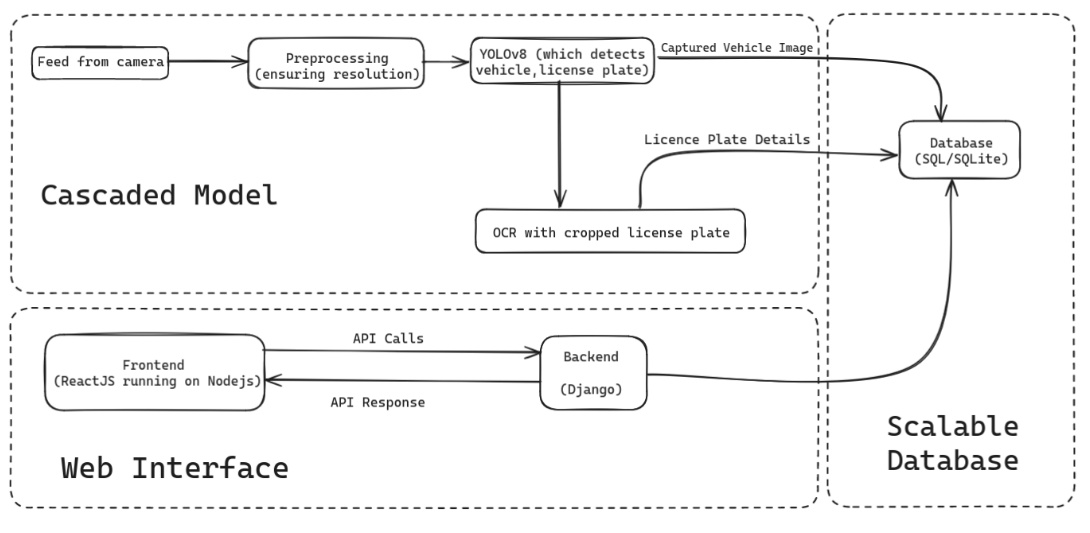 Feed from camera
Preprocessing
(ensuring resolution)
YOLOv8 (which detects
vehicle,license plate)
Captured Vehicle Image
Licence Plate Details
Database
(SQL/SQLite)
Cascaded Model
OCR with cropped license plate
Frontend
(ReactJS running on Nodejs)
API Calls
API Response
Backend
(Django)
Web Interface
Scalable
Database